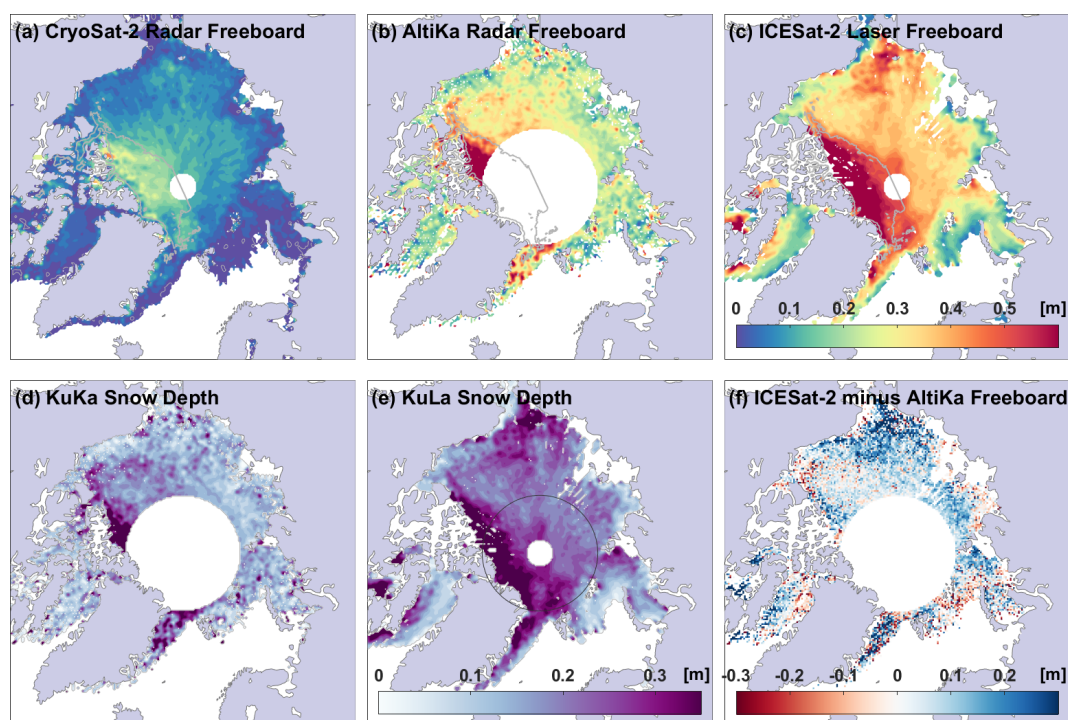 (a) CryoSat-2 Radar Freeboard
(b) AltiKa Radar Freeboard
(c) ICESat-2 Laser Freeboard
0 0.1 0.2 0.3 0.4 0.5 [m]
(d) KuKa Snow Depth
(e) KuLa Snow Depth
(f) ICESat-2 minus AltiKa Freeboard
0 0.1 0.2 0.3 [m]
-0.3 -0.2 -0.1 0 0.1 0.2 [m]